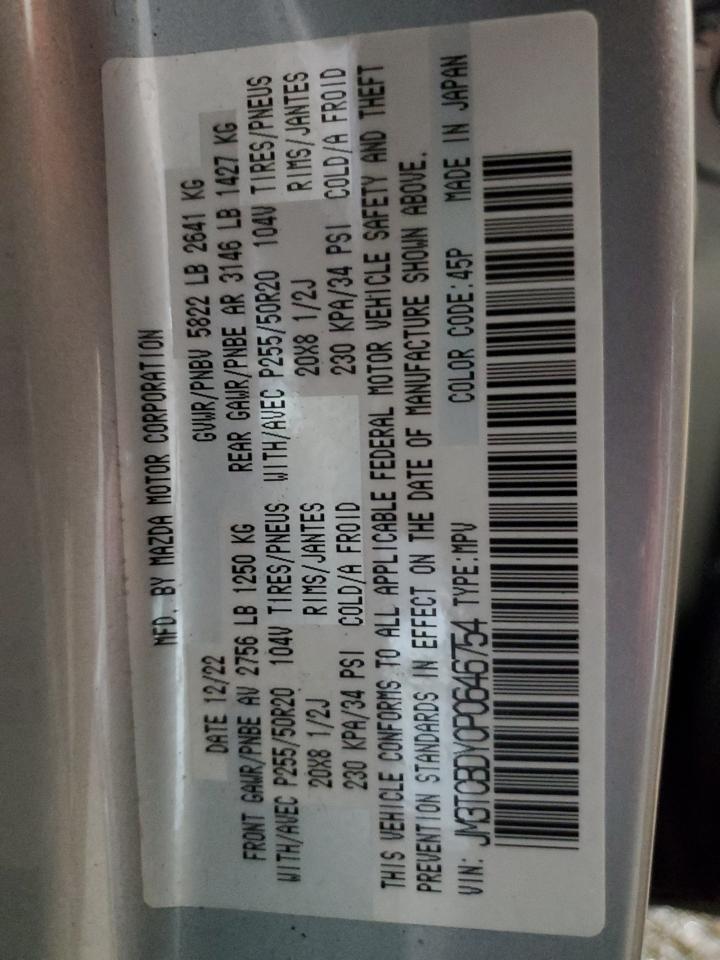 MFD. BY MAZDA MOTOR CORPORATION
DATE 12/22 GVWR/PNBV 5822 LB 2641 KG
FRONT GAWR/PNBE AV 2756 LB 1250 KG REAR GAWR/PNBE AR 3146 LB 1427 KG
WITH/AVEC P255/50R20 104V TIRES/PNEUS WITH/AVEC P255/50R20 104V TIRES/PNEUS
20X8 1/2J RIMS/JANTES 20X8 1/2J RIMS/JANTES
230 KPA/34 PSI COLD/A FROID 230 KPA/34 PSI COLD/A FROID
THIS VEHICLE CONFORMS TO ALL APPLICABLE FEDERAL MOTOR VEHICLE SAFETY AND THEFT
PREVENTION STANDARDS IN EFFECT ON THE DATE OF MANUFACTURE SHOWN ABOVE.
VIN: JM3TCBDY0P0646754 TYPE:MPV COLOR CODE:45P MADE IN JAPAN